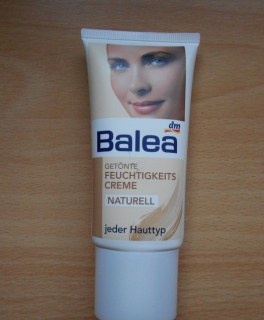 dm
Balea
GETÖNTE
FEUCHTIGKEITS
CREME
NATURELL
jeder Hauttyp